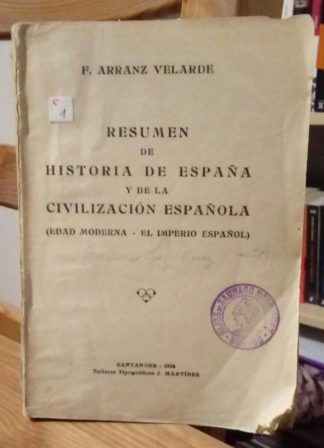 F. ARRANZ VELARDE
C
1
RESUMEN
DE
HISTORIA DE ESPAÑA
Y DE LA
CIVILIZACIÓN ESPAÑOLA
(EDAD MODERNA - EL IMPERIO ESPAÑOL)
SANTANDER - 1938
Talleres Tipográficos J. MARTÍNEZ